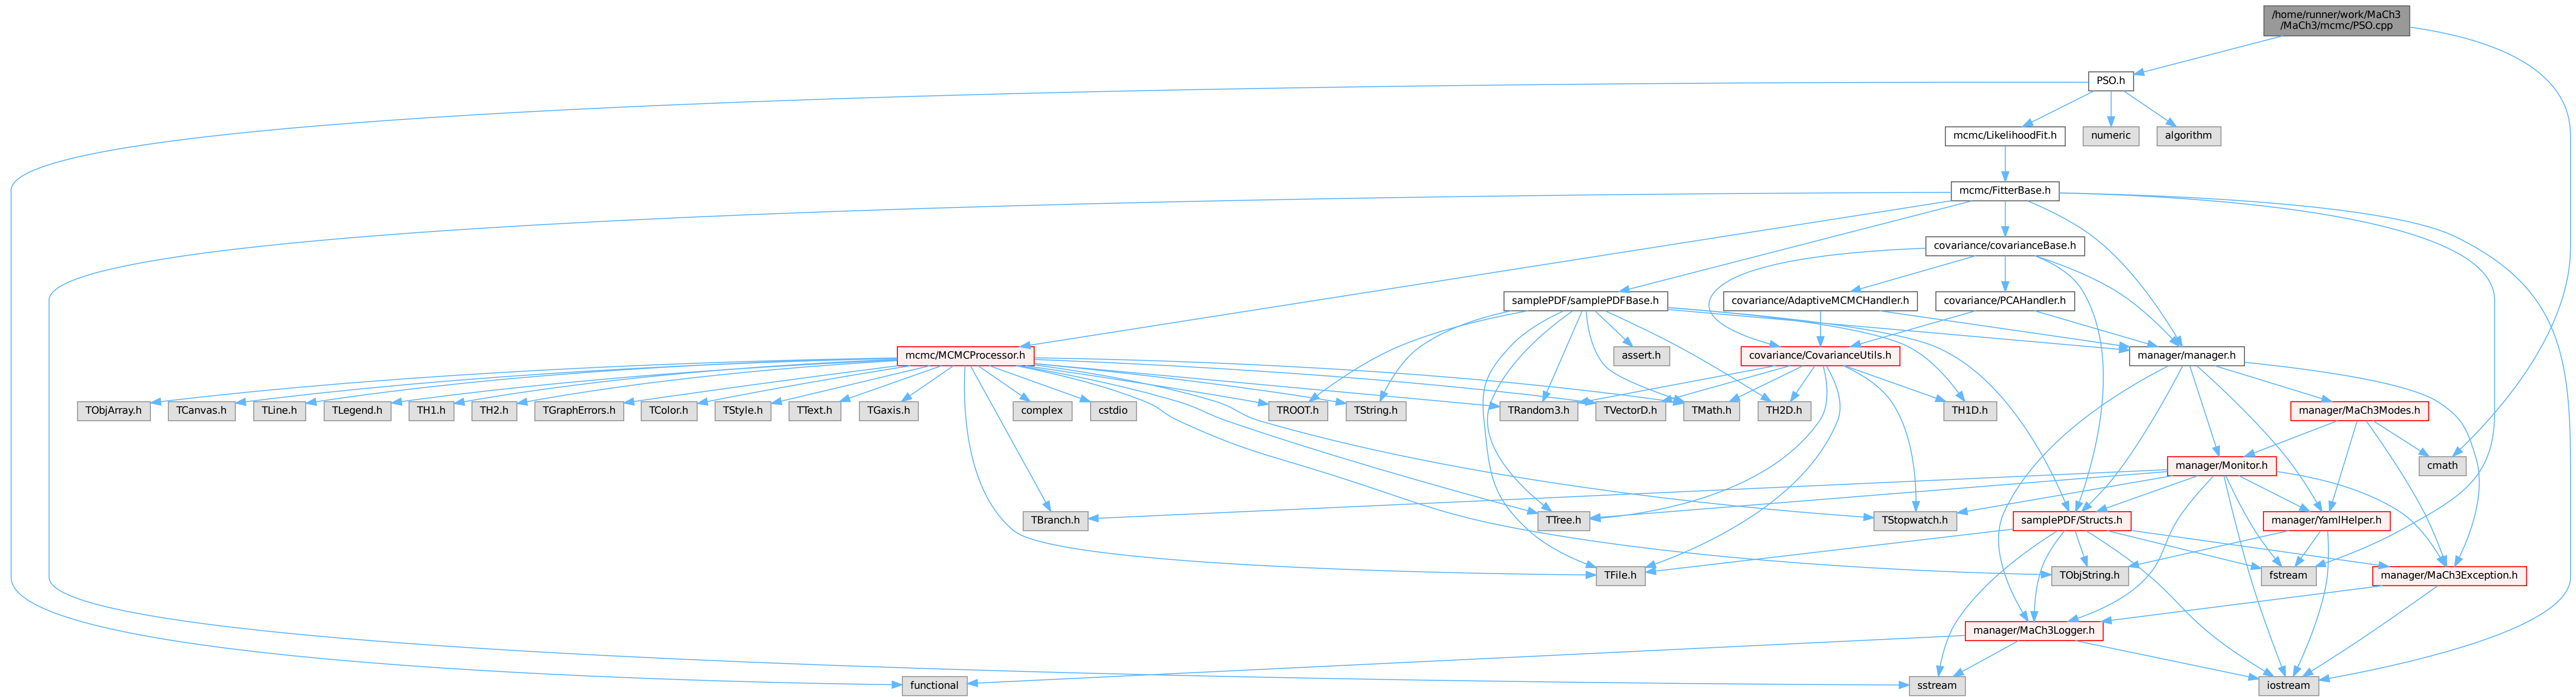 /home/runner/work/MaCh3
/MaCh3/mcmc/PSO.cpp
PSO.h
mcmc/LikelihoodFit.h
numeric
algorithm
mcmc/FitterBase.h
covariance/covarianceBase.h
samplePDF/samplePDFBase.h
covariance/AdaptiveMCMCHandler.h
covariance/PCAHandler.h
mcmc/MCMCProcessor.h
assert.h
covariance/CovarianceUtils.h
manager/manager.h
TObjArray.h
TCanvas.h
TLine.h
TLegend.h
TH1.h
TH2.h
TGraphErrors.h
TColor.h
TStyle.h
TText.h
TGaxis.h
complex
cstdio
TROOT.h
TString.h
TRandom3.h
TVectorD.h
TMath.h
TH2D.h
TH1D.h
manager/MaCh3Modes.h
manager/Monitor.h
cmath
TBranch.h
TTree.h
TStopwatch.h
samplePDF/Structs.h
manager/YamlHelper.h
TFile.h
TObjString.h
fstream
manager/MaCh3Exception.h
manager/MaCh3Logger.h
functional
sstream
iostream